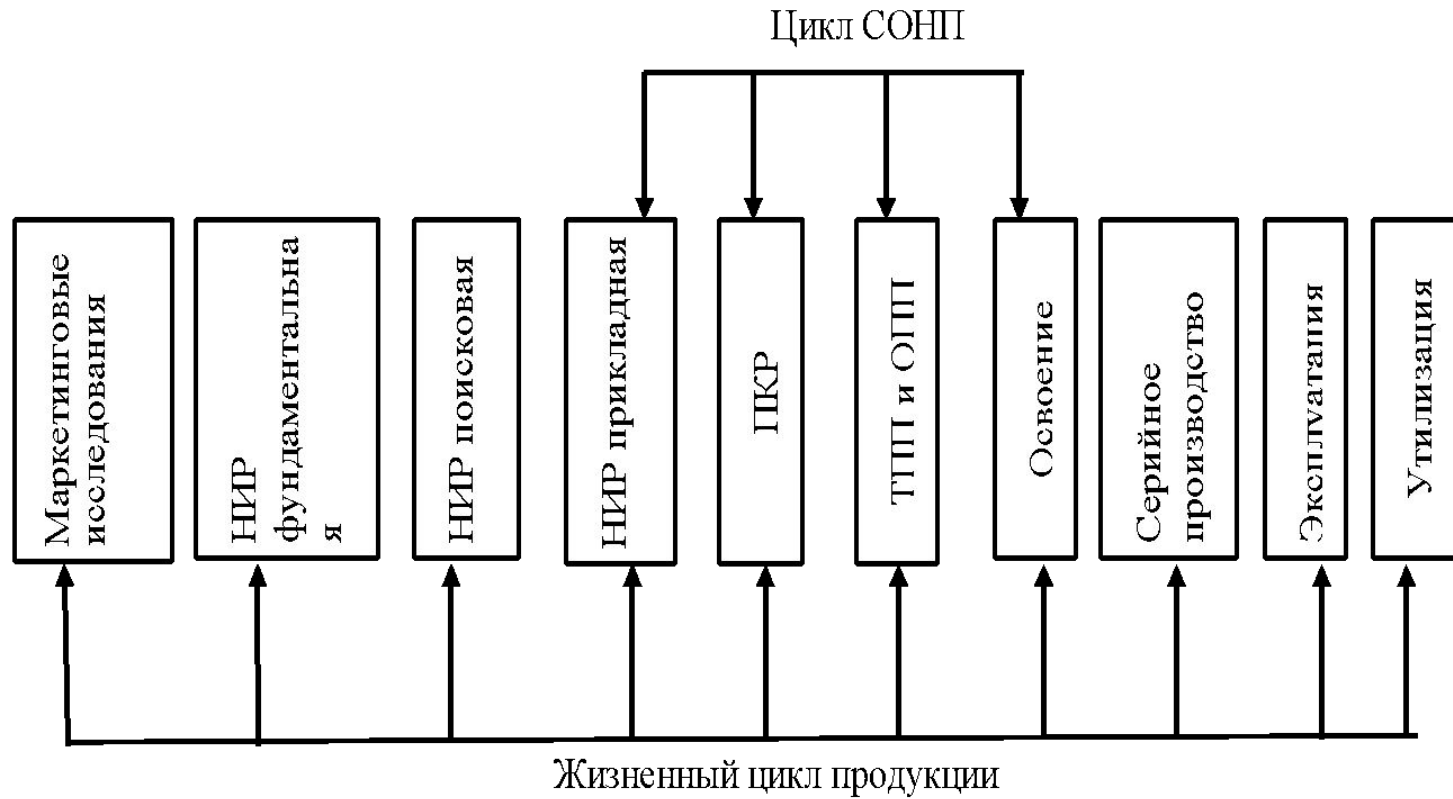 Цикл СОНП
Маркетинговые
исследования
НИР
фундаментальна
я
НИР поисковая
НИР прикладная
ПКР
ТПП и ОПП
Освоение
Серийное
производство
Эксплуатация
Утилизация
Жизненный цикл продукции